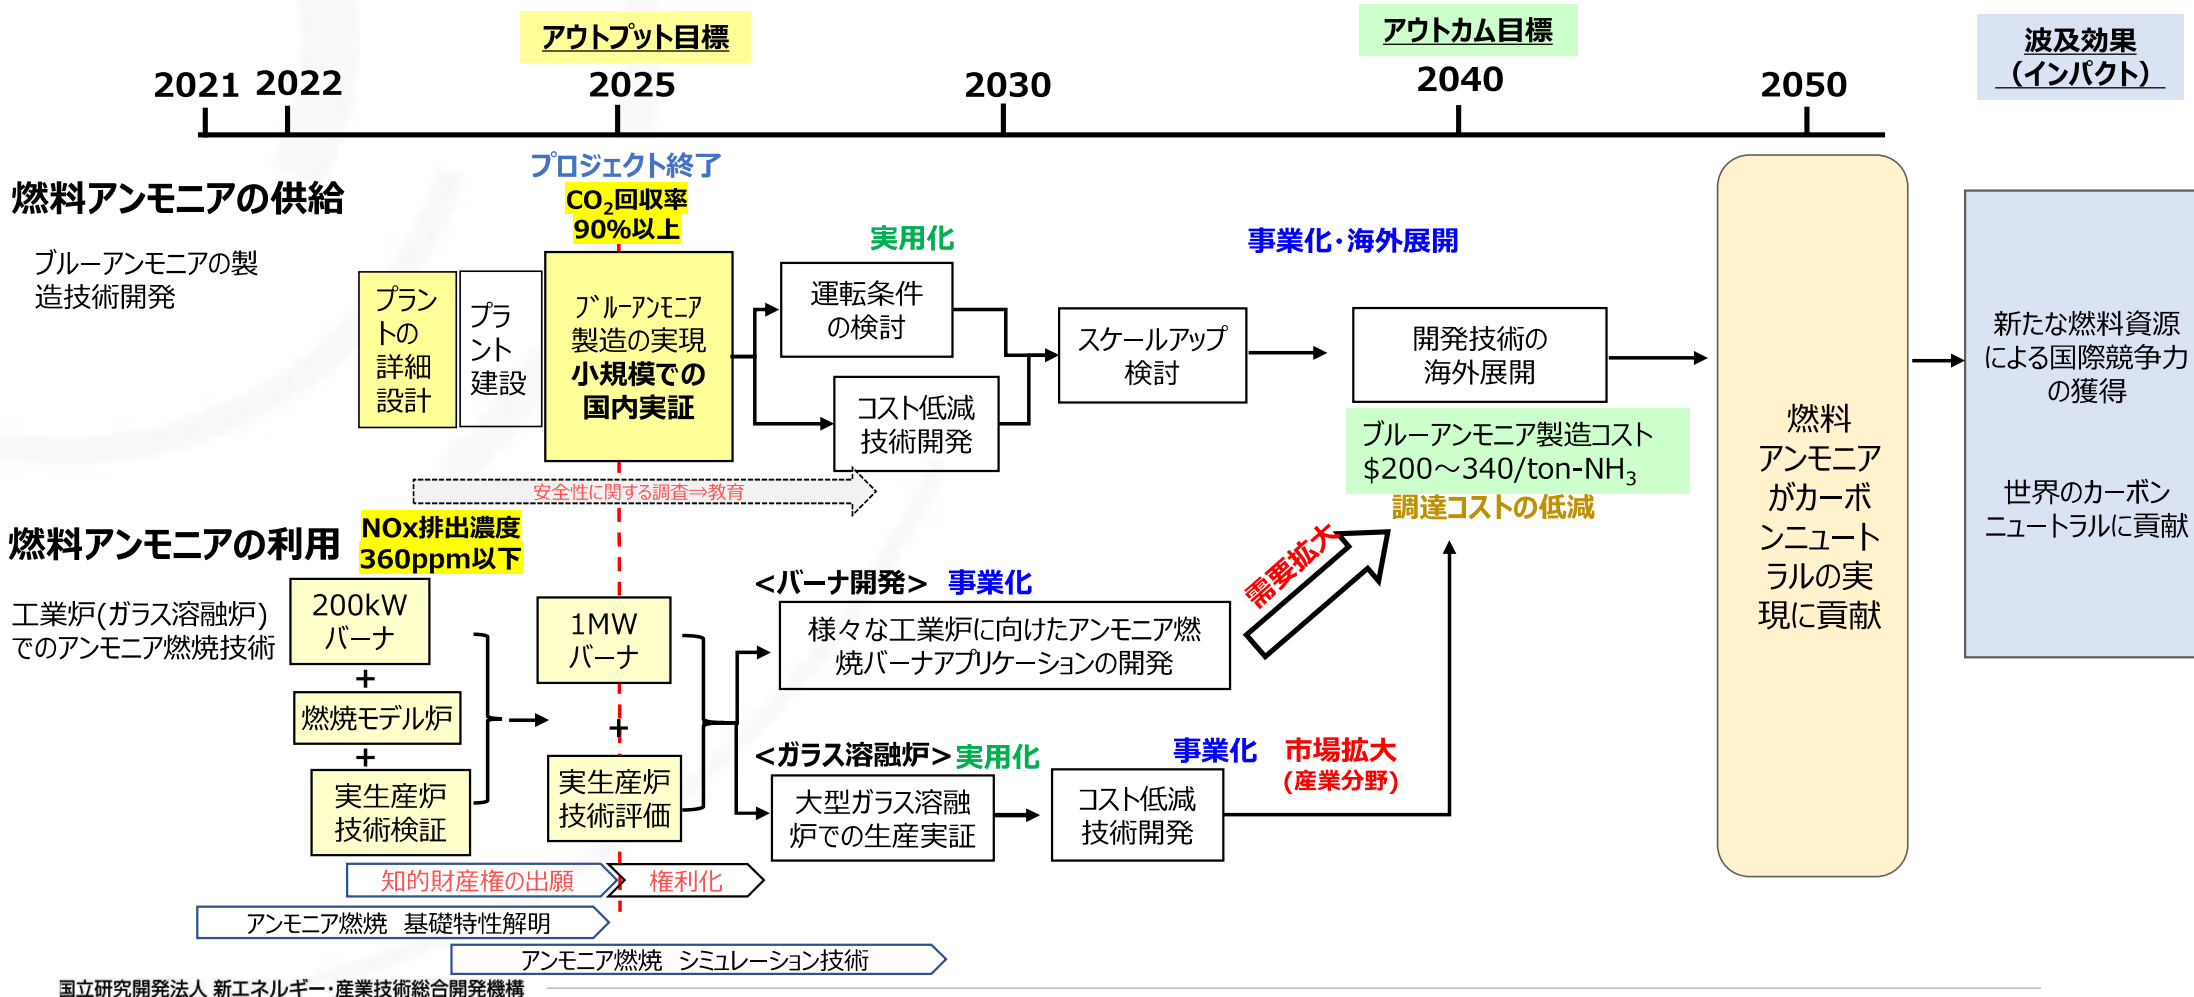 アウトプット目標
アウトカム目標
波及効果
（インパクト）
2021
2022
2025
2030
2040
2050
プロジェクト終了
燃料アンモニアの供給
CO2回収率
90%以上
ブルーアンモニアの製
造技術開発
プラン
トの
詳細
設計
プラ
ント
建設
ブルーアンモニア
製造の実現
小規模での
国内実証
実用化
運転条件
の検討
コスト低減
技術開発
事業化・海外展開
スケールアップ
検討
開発技術の
海外展開
ブルーアンモニア製造コスト
$200～340/ton-NH3
調達コストの低減
燃料
アンモニア
がカーボ
ンニュート
ラルの実
現に貢献
新たな燃料資源
による国際競争力
の獲得
世界のカーボン
ニュートラルに貢献
安全性に関する調査⇒教育
燃料アンモニアの利用
NOx排出濃度
360ppm以下
工業炉(ガラス溶融炉)
でのアンモニア燃焼技術
200kW
バーナ
+
燃焼モデル炉
+
実生産炉
技術検証
1MW
バーナ
+
実生産炉
技術評価
<バーナ開発>
事業化
様々な工業炉に向けたアンモニア燃
焼バーナアプリケーションの開発
需要拡大
<ガラス溶融炉>
実用化
大型ガラス溶融
炉での生産実証
事業化
コスト低減
技術開発
市場拡大
(産業分野)
知的財産権の出願
権利化
アンモニア燃焼　基礎特性解明
アンモニア燃焼　シミュレーション技術
国立研究開発法人 新エネルギー・産業技術総合開発機構